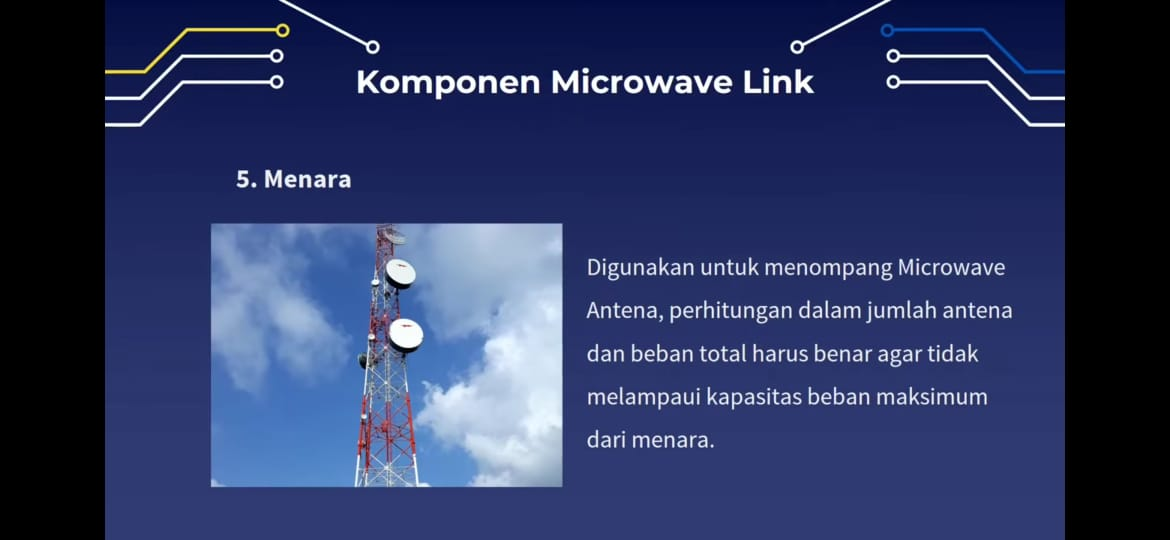 Komponen Microwave Link
5. Menara
Digunakan untuk menompang Microwave
Antena, perhitungan dalam jumlah antena
dan beban total harus benar agar tidak
melampaui kapasitas beban maksimum
dari menara.